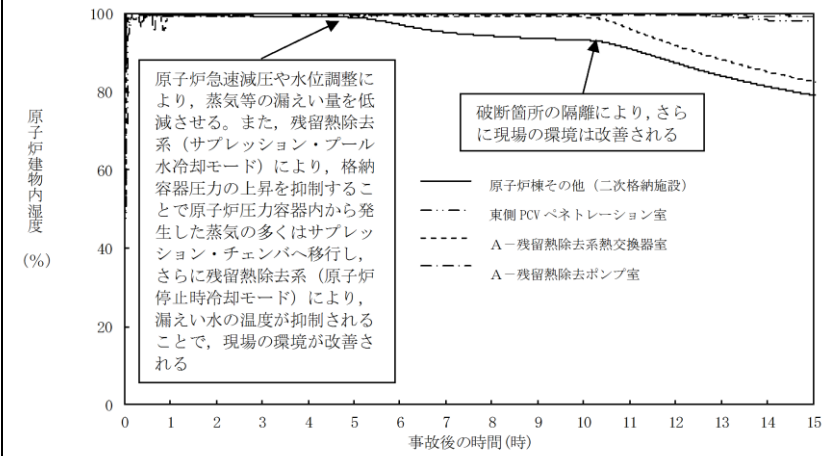 100
80
60
40
20
0
原子炉建物内湿度
(%)
原子炉急速減圧や水位調整に
より，蒸気等の漏えい量を低
減させる。また，残留熱除去
系（サプレッション・プール
水冷却モード）により，格納
容器圧力の上昇を抑制するこ
とで原子炉圧力容器内から発
生した蒸気の多くはサプレッ
ション・チェンバへ移行し，
さらに残留熱除去系（原子炉
停止時冷却モード）により，
漏えい水の温度が抑制される
ことで，現場の環境が改善さ
れる
破断箇所の隔離により，さら
に現場の環境は改善される
原子炉棟その他（二次格納施設）
東側 PCV ペネトレーション室
A－残留熱除去系熱交換器室
A－残留熱除去ポンプ室
0 1 2 3 4 5 6 7 8 9 10 11 12 13 14 15
事故後の時間(時)